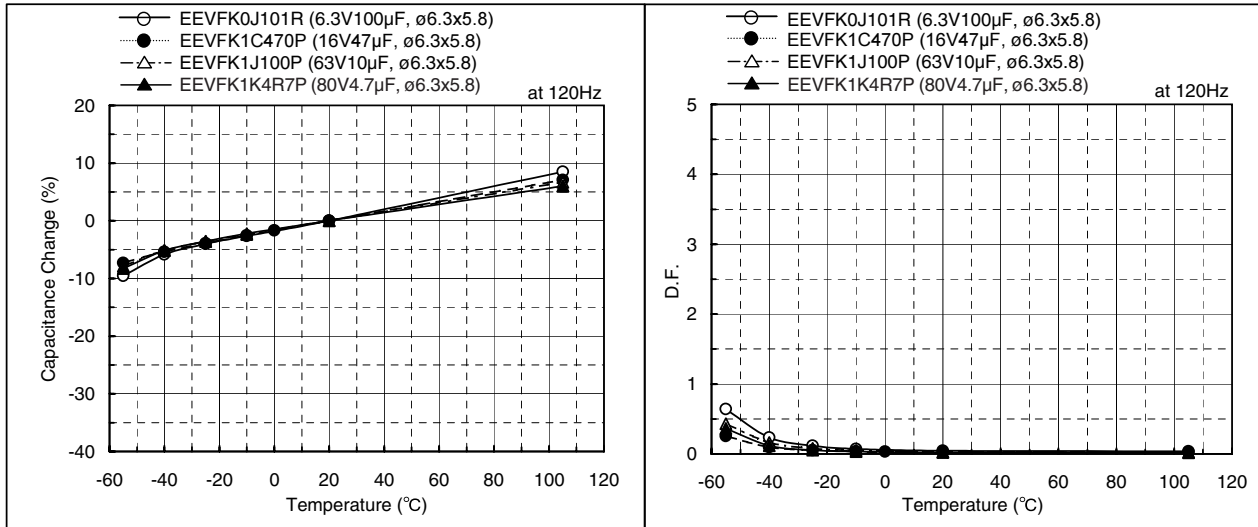 EEVFK0J101R (6.3V100µF, ø6.3x5.8)
EEVFK1C470P (16V47µF, ø6.3x5.8)
EEVFK1J100P (63V10µF, ø6.3x5.8)
EEVFK1K4R7P (80V4.7µF, ø6.3x5.8)
at 120Hz
20
10
0
-10
-20
-30
-40
Capacitance Change (%)
-60 -40 -20 0 20 40 60 80 100 120
Temperature (℃)
EEVFK0J101R (6.3V100µF, ø6.3x5.8)
EEVFK1C470P (16V47µF, ø6.3x5.8)
EEVFK1J100P (63V10µF, ø6.3x5.8)
EEVFK1K4R7P (80V4.7µF, ø6.3x5.8)
at 120Hz
5
4
3
2
1
0
D.F.
-60 -40 -20 0 20 40 60 80 100 120
Temperature (℃)